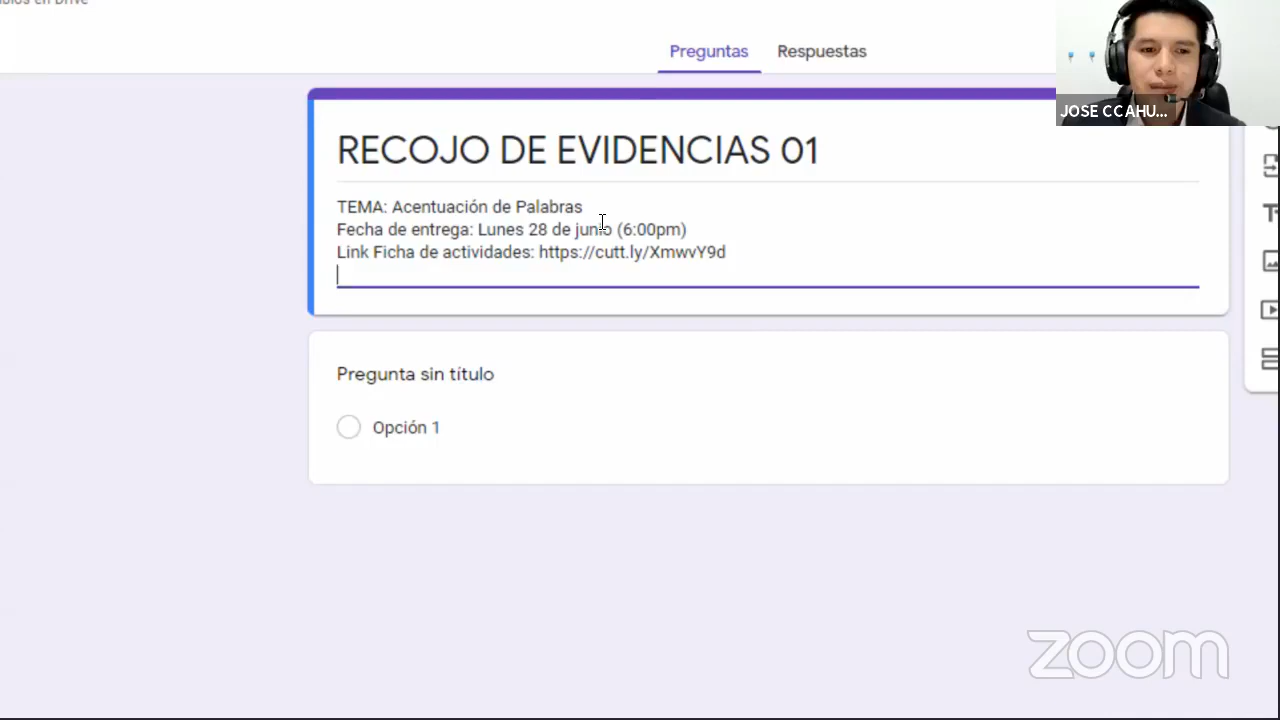 Preguntas Respuestas
JOSE CCAHU...
RECOJO DE EVIDENCIAS 01
TEMA: Acentuación de Palabras
Fecha de entrega: Lunes 28 de junio (6:00pm)
Link Ficha de actividades: https://cutt.ly/XmwvY9d
Pregunta sin título
Opción 1
zoom